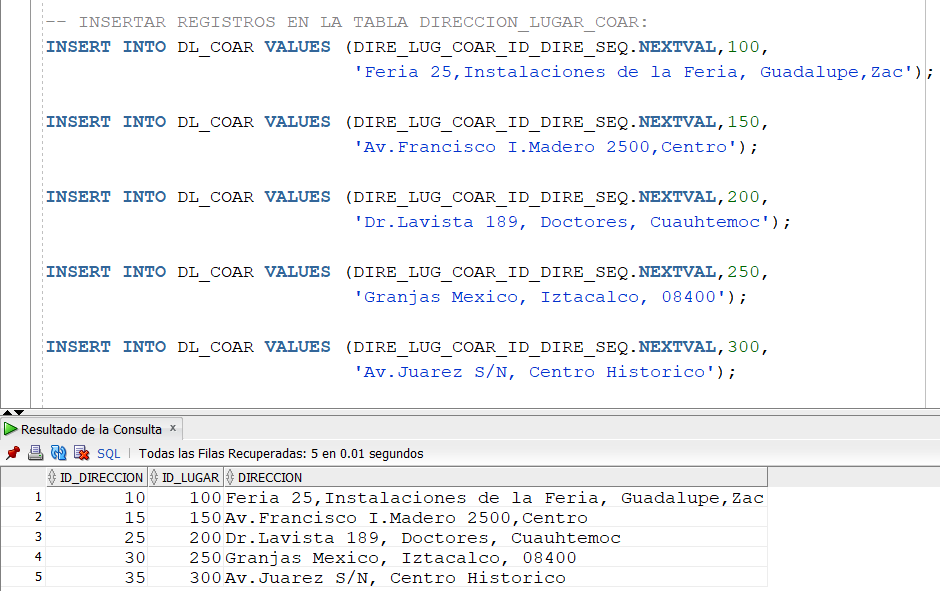 -- INSERTAR REGISTROS EN LA TABLA DIRECCION_LUGAR_COAR:
INSERT INTO DL_COAR VALUES (DIRE_LUG_COAR_ID_DIRE_SEQ.NEXTVAL,100,
'Feria 25,Instalaciones de la Feria, Guadalupe,Zac');
INSERT INTO DL_COAR VALUES (DIRE_LUG_COAR_ID_DIRE_SEQ.NEXTVAL,150,
'Av.Francisco I.Madero 2500,Centro');
INSERT INTO DL_COAR VALUES (DIRE_LUG_COAR_ID_DIRE_SEQ.NEXTVAL,200,
'Dr.Lavista 189, Doctores, Cuauhtemoc');
INSERT INTO DL_COAR VALUES (DIRE_LUG_COAR_ID_DIRE_SEQ.NEXTVAL,250,
'Granjas Mexico, Iztacalco, 08400');
INSERT INTO DL_COAR VALUES (DIRE_LUG_COAR_ID_DIRE_SEQ.NEXTVAL,300,
'Av.Juarez S/N, Centro Historico');
Resultado de la Consulta x
SQL | Todas las Filas Recuperadas: 5 en 0.01 segundos
ID_DIRECCION ID_LUGAR DIRECCION
1 10 100 Feria 25,Instalaciones de la Feria, Guadalupe,Zac
2 15 150 Av.Francisco I.Madero 2500,Centro
3 25 200 Dr.Lavista 189, Doctores, Cuauhtemoc
4 30 250 Granjas Mexico, Iztacalco, 08400
5 35 300 Av.Juarez S/N, Centro Historico